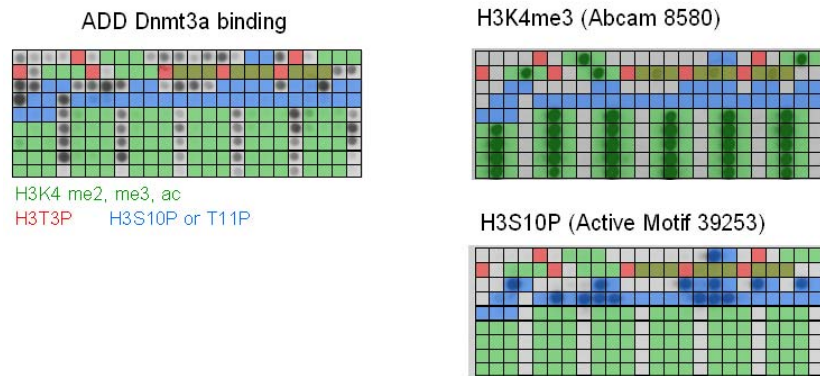 ADD Dnmt3a binding
H3K4 me2, me3, ac
H3T3P H3S10P or T11P
H3K4me3 (Abcam 8580)
H3S10P (Active Motif 39253)